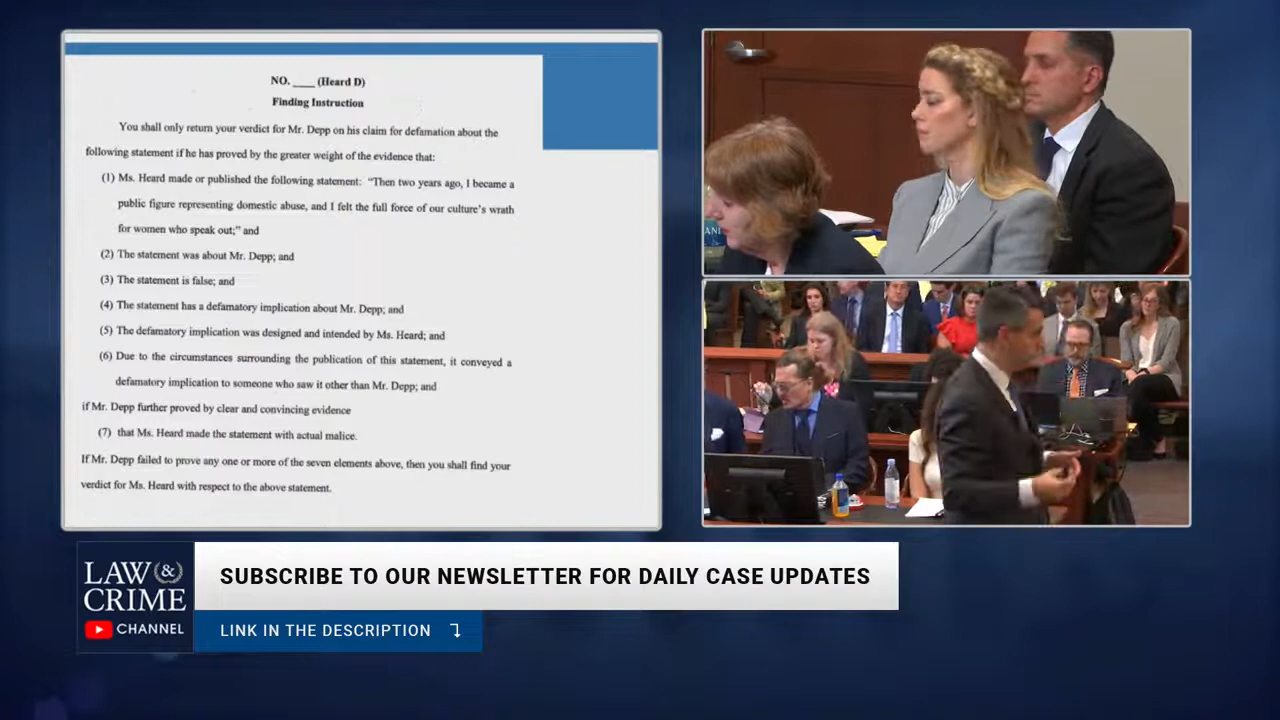 NO. ____ (Heard D)
Finding Instruction
You shall only return your verdict for Mr. Depp on his claim for defamation about the
following statement if he has proved by the greater weight of the evidence that:
(1) Ms. Heard made or published the following statement: "Then two years ago, I became a
public figure representing domestic abuse, and I felt the full force of our culture's wrath
for women who speak out;" and
(2) The statement was about Mr. Depp; and
(3) The statement is false; and
(4) The statement has a defamatory implication about Mr. Depp; and
(5) The defamatory implication was designed and intended by Ms. Heard; and
(6) Due to the circumstances surrounding the publication of this statement, it conveyed a
defamatory implication to someone who saw it other than Mr. Depp; and
if Mr. Depp further proved by clear and convincing evidence
(7) that Ms. Heard made the statement with actual malice.
If Mr. Depp failed to prove any one or more of the seven elements above, then you shall find your
verdict for Ms. Heard with respect to the above statement.
LAW &
CRIME
CHANNEL
SUBSCRIBE TO OUR NEWSLETTER FOR DAILY CASE UPDATES
LINK IN THE DESCRIPTION